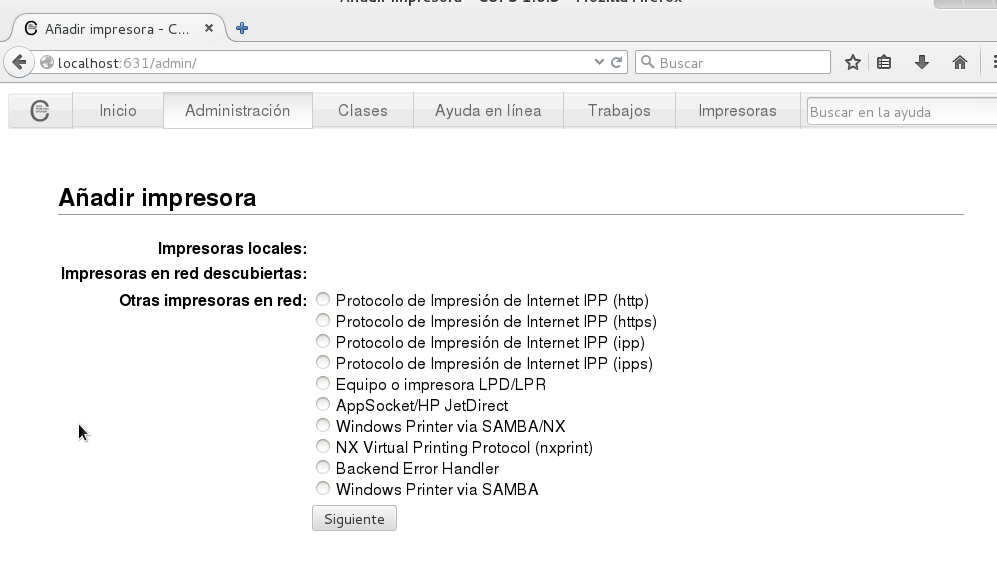 Añadir impresora - C...
localhost:631/admin/
Buscar
Inicio Administración Clases Ayuda en línea Trabajos Impresoras Buscar en la ayuda
Añadir impresora
Impresoras locales:
Impresoras en red descubiertas:
Otras impresoras en red: Protocolo de Impresión de Internet IPP (http)
Protocolo de Impresión de Internet IPP (https)
Protocolo de Impresión de Internet IPP (ipp)
Protocolo de Impresión de Internet IPP (ipps)
Equipo o impresora LPD/LPR
AppSocket/HP JetDirect
Windows Printer via SAMBA/NX
NX Virtual Printing Protocol (nxprint)
Backend Error Handler
Windows Printer via SAMBA
Siguiente